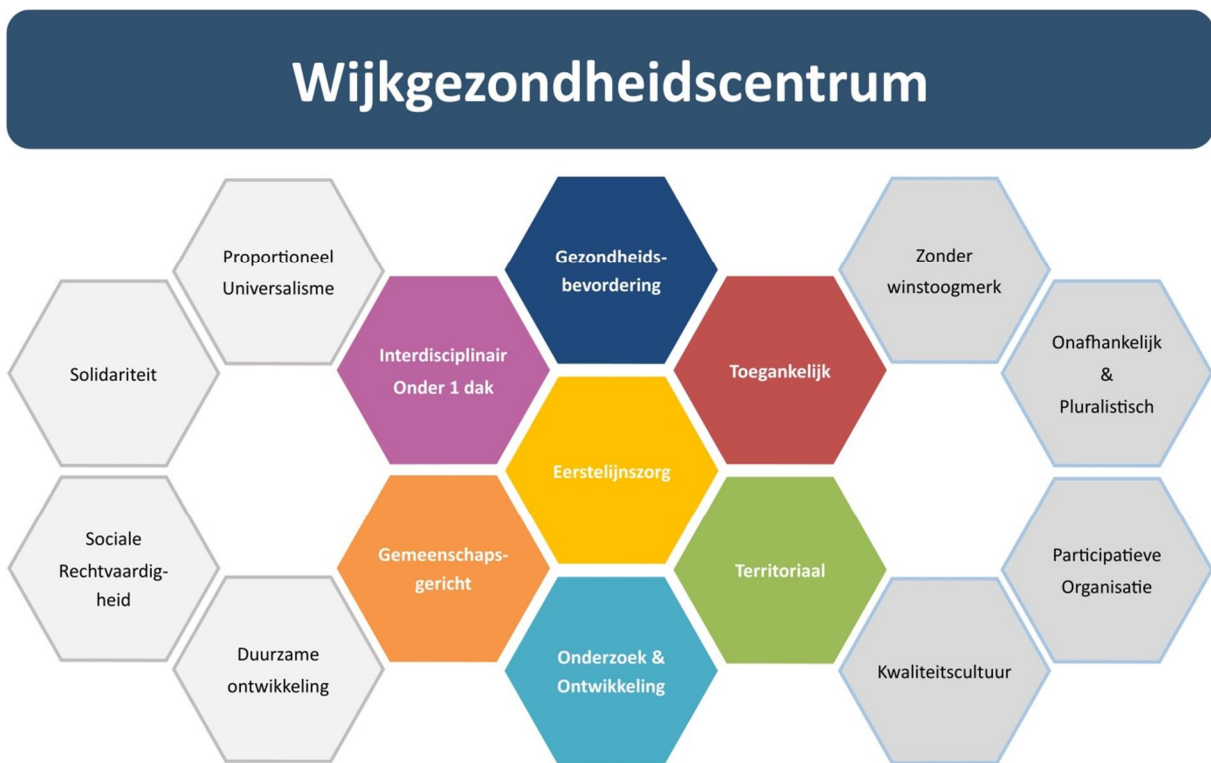 Wijkgezondheidscentrum
Proportioneel
Universalisme
Solidariteit
Sociale
Rechtvaardig-
heid
Duurzame
ontwikkeling
Gezondheids-
bevordering
Interdisciplinair
Onder 1 dak
Toegankelijk
Eerstelijnszorg
Gemeenschaps-
gericht
Territoriaal
Onderzoek &
Ontwikkeling
Zonder
winstoogmerk
Onafhankelijk
&
Pluralistisch
Participatieve
Organisatie
Kwaliteitscultuur